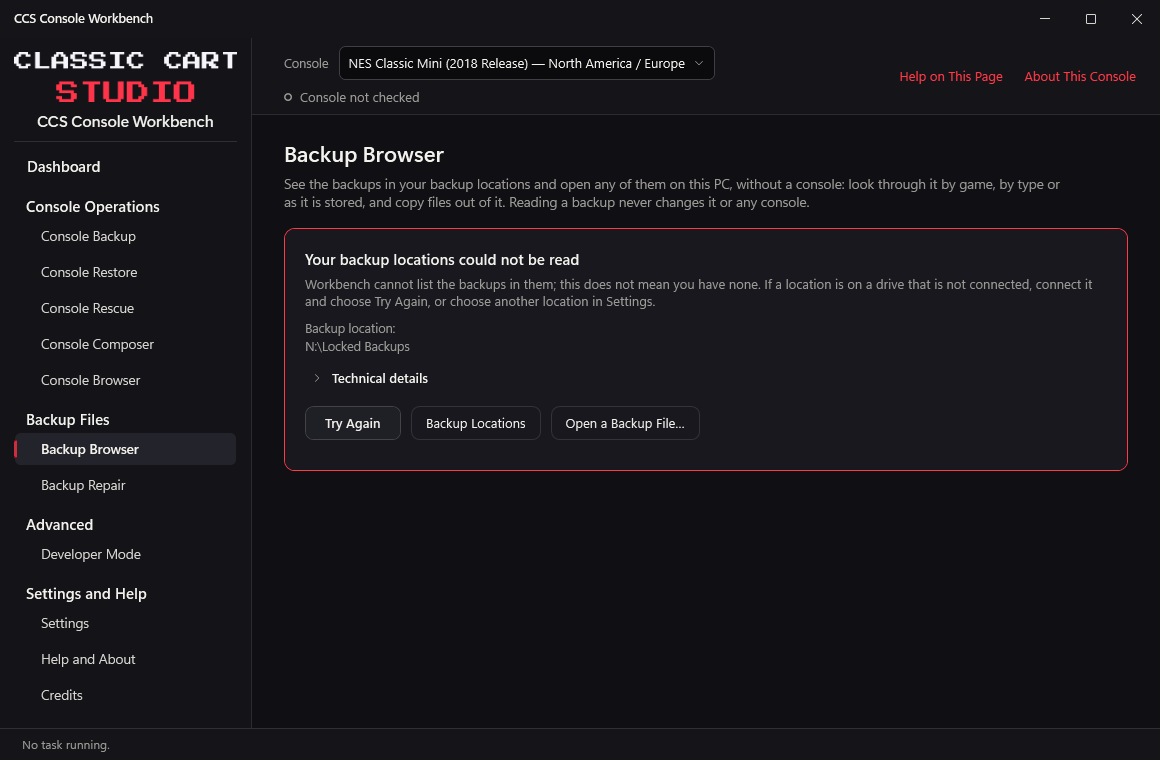 CCS Console Workbench
CLASSIC CART
STUDIO
CCS Console Workbench
Dashboard
Console Operations
Console Backup
Console Restore
Console Rescue
Console Composer
Console Browser
Backup Files
Backup Browser
Backup Repair
Advanced
Developer Mode
Settings and Help
Settings
Help and About
Credits
Console
NES Classic Mini (2018 Release) — North America / Europe
Console not checked
Help on This Page
About This Console
Backup Browser
See the backups in your backup locations and open any of them on this PC, without a console: look through it by game, by type or
as it is stored, and copy files out of it. Reading a backup never changes it or any console.
Your backup locations could not be read
Workbench cannot list the backups in them; this does not mean you have none. If a location is on a drive that is not connected, connect it
and choose Try Again, or choose another location in Settings.
Backup location:
N:\Locked Backups
Technical details
Try Again
Backup Locations
Open a Backup File...
No task running.